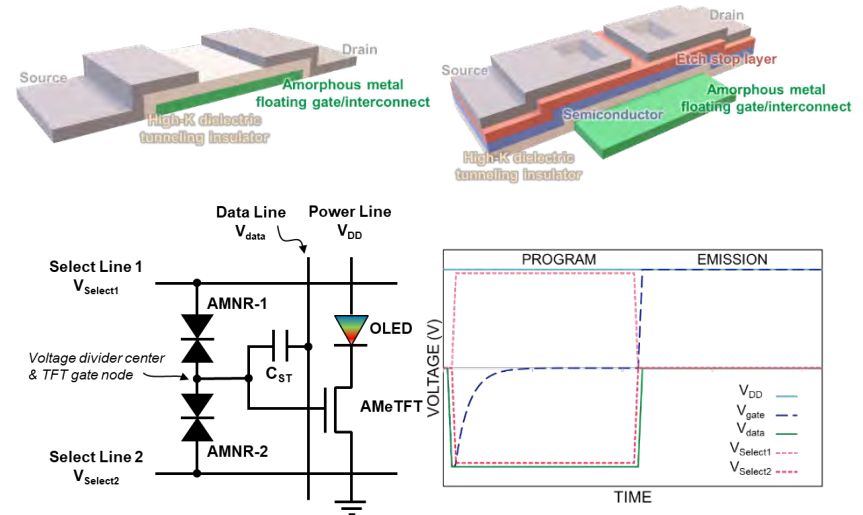 Source
Drain
Amorphous metal
floating gate/interconnect
High-K dielectric
tunneling insulator
Source
Drain
Etch stop layer
Amorphous metal
floating gate/interconnect
Semiconductor
High-K dielectric
tunneling insulator
Data Line
Vdata
Power Line
VDD
Select Line 1
VSelect1
AMNR-1
OLED
Voltage divider center
& TFT gate node
CST
AMeTFT
AMNR-2
Select Line 2
VSelect2
PROGRAM
EMISSION
VOLTAGE (V)
VDD
Vgate
Vdata
VSelect1
VSelect2
TIME